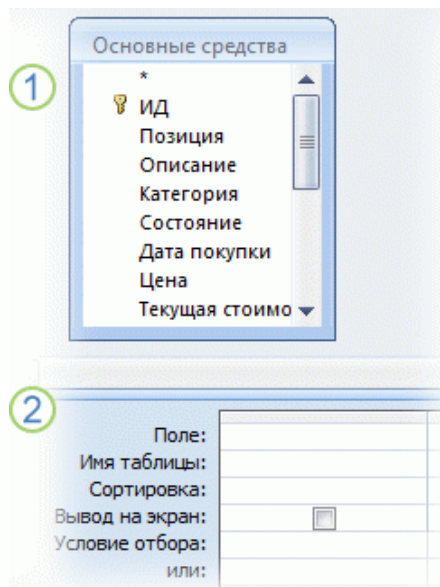 Основные средства
1
*
ИД
Позиция
Описание
Категория
Состояние
Дата покупки
Цена
Текущая стоимо
2
Поле:
Имя таблицы:
Сортировка:
Вывод на экран:
Условие отбора:
или: